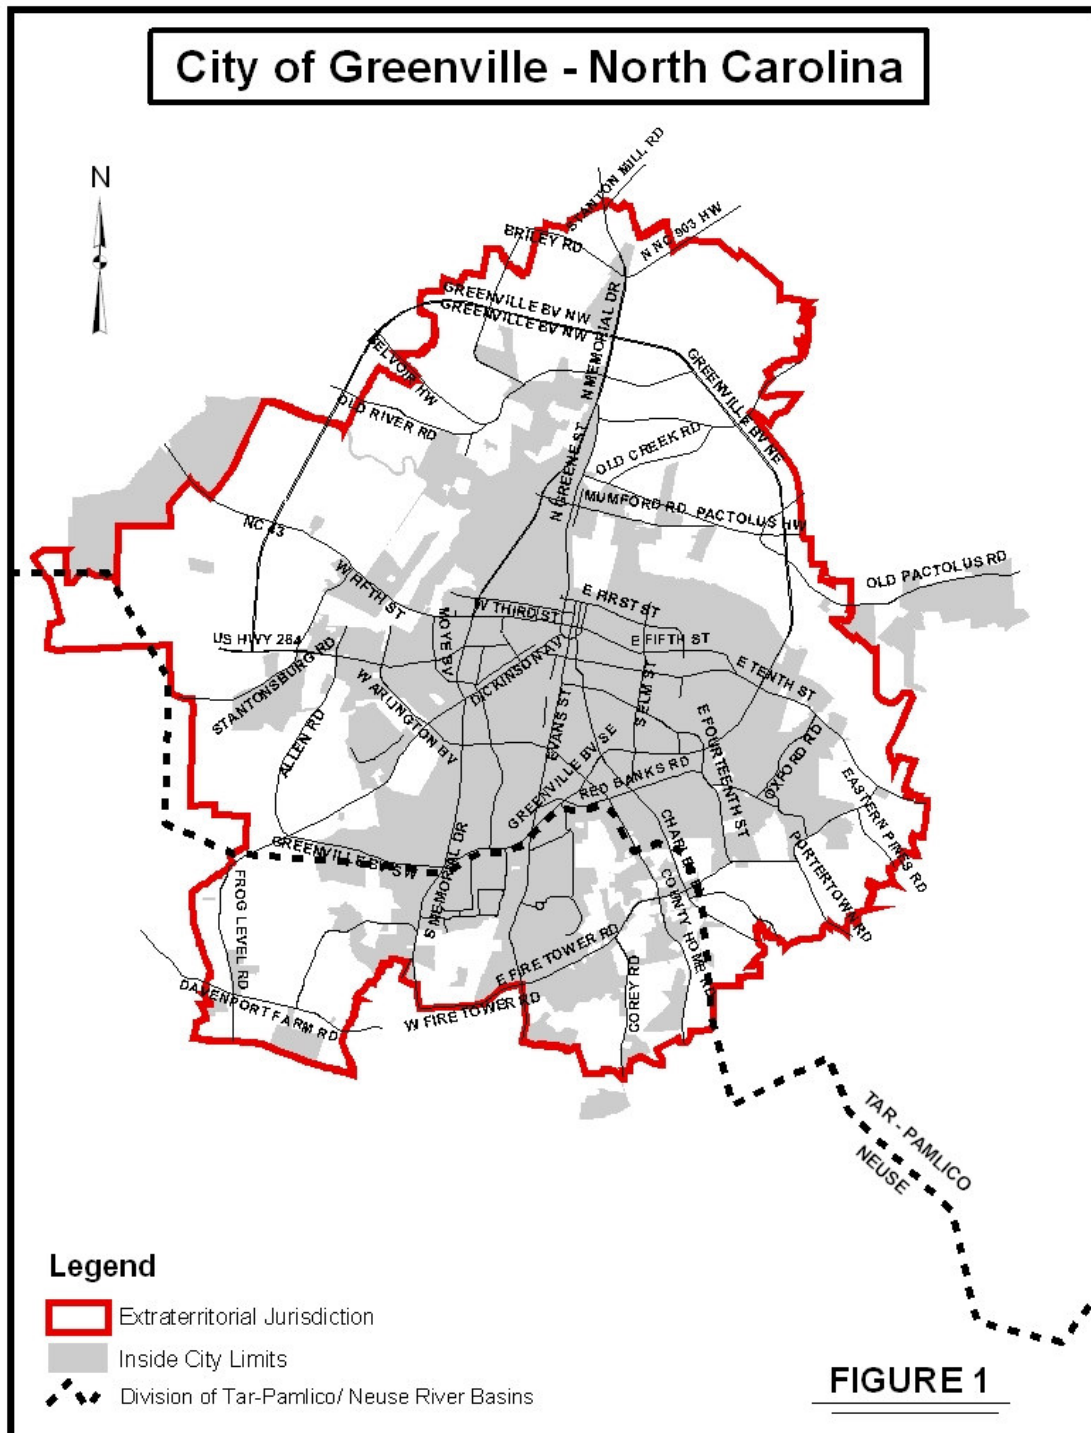 City of Greenville - North Carolina
N
STANTON MILL RD
BRILEY RD
N NC 903 HW
GREENVILLE BV NW
GREENVILLE BV NW
N MEMORIAL DR
BELVOIR HW
GREENVILLE BV NE
OLD RIVER RD
OLD CREEK RD
N GREENE ST
MUMFORD RD
PACTOLUS HW
NC 43
OLD PACTOLUS RD
W FIFTH ST
W THIRD ST
E FIRST ST
MOYE BV
US HWY 264
E FIFTH ST
STANTONSBURG RD
DICKINSON AV
E TENTH ST
W ARLINGTON BV
S ELM ST
ALLEN RD
EVANS ST
E FOURTEENTH ST
OXFORD RD
GREENVILLE BV SE
RED BANKS RD
EASTERN PINES RD
GREENVILLE BV SW
S MEMORIAL DR
CHARLES B
PORTERTOWN RD
FROG LEVEL RD
COUNTY HOME RD
E FIRE TOWER RD
COREY RD
DAVENPORT FARM RD
W FIRE TOWER RD
TAR - PAMLICO
NEUSE
Legend
Extraterritorial Jurisdiction
Inside City Limits
Division of Tar-Pamlico/ Neuse River Basins
FIGURE 1